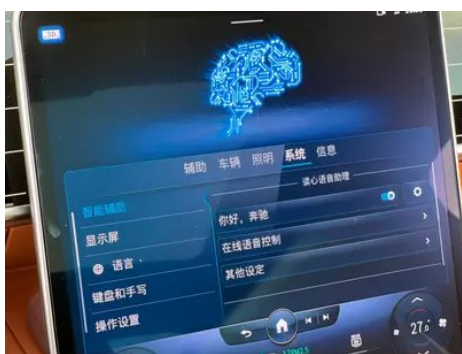 3D
辅助 车辆 照明 系统 信息
智能辅助
读心语音助理
显示屏
你好，奔驰
语言
在线语音控制
键盘和手写
其他设定
操作设置
27.0°
PM2.5